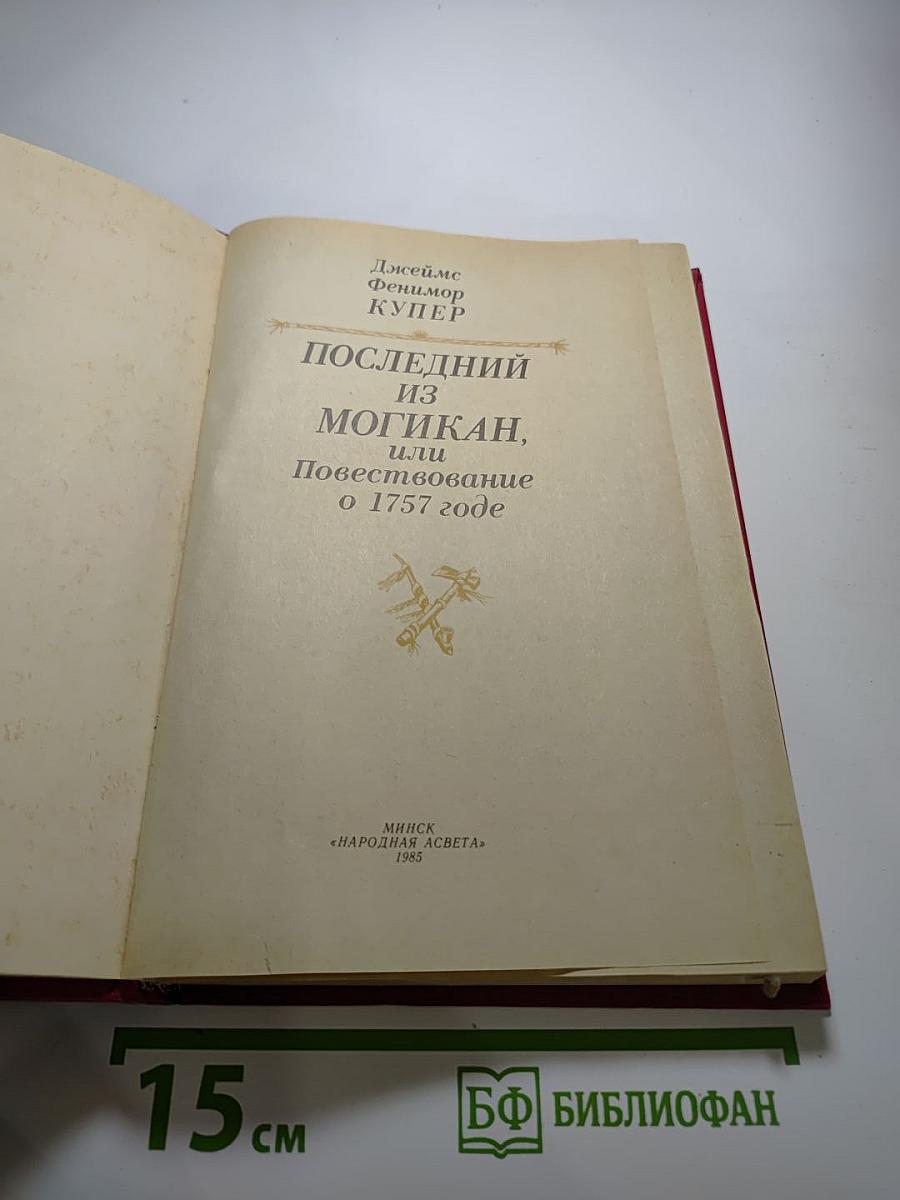 Джеймс
Фенимор
КУПЕР
ПОСЛЕДНИЙ
ИЗ
МОГИКАН,
или
Повествование
о 1757 годе
МИНСК
«НАРОДНАЯ АСВЕТА»
1985
15 см
БФ БИБЛИОФАН